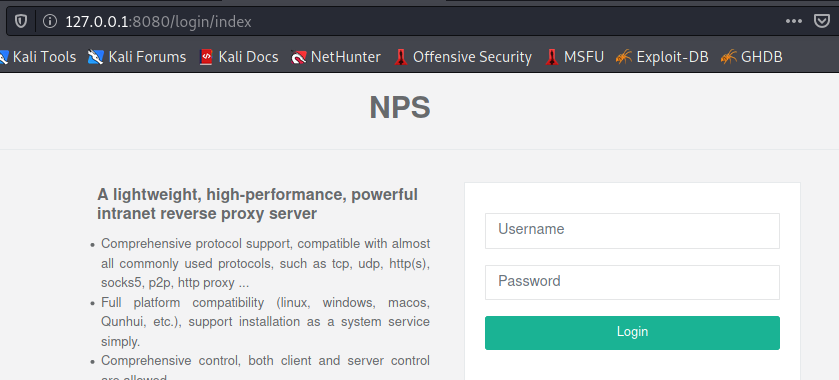 127.0.0.1:8080/login/index
Kali Tools Kali Forums Kali Docs NetHunter Offensive Security MSFU Exploit-DB GHDB
NPS
A lightweight, high-performance, powerful
intranet reverse proxy server
Comprehensive protocol support, compatible with almost
all commonly used protocols, such as tcp, udp, http(s),
socks5, p2p, http proxy ...
Full platform compatibility (linux, windows, macos,
Qunhui, etc.), support installation as a system service
simply.
Comprehensive control, both client and server control
are allowed
Username
Password
Login